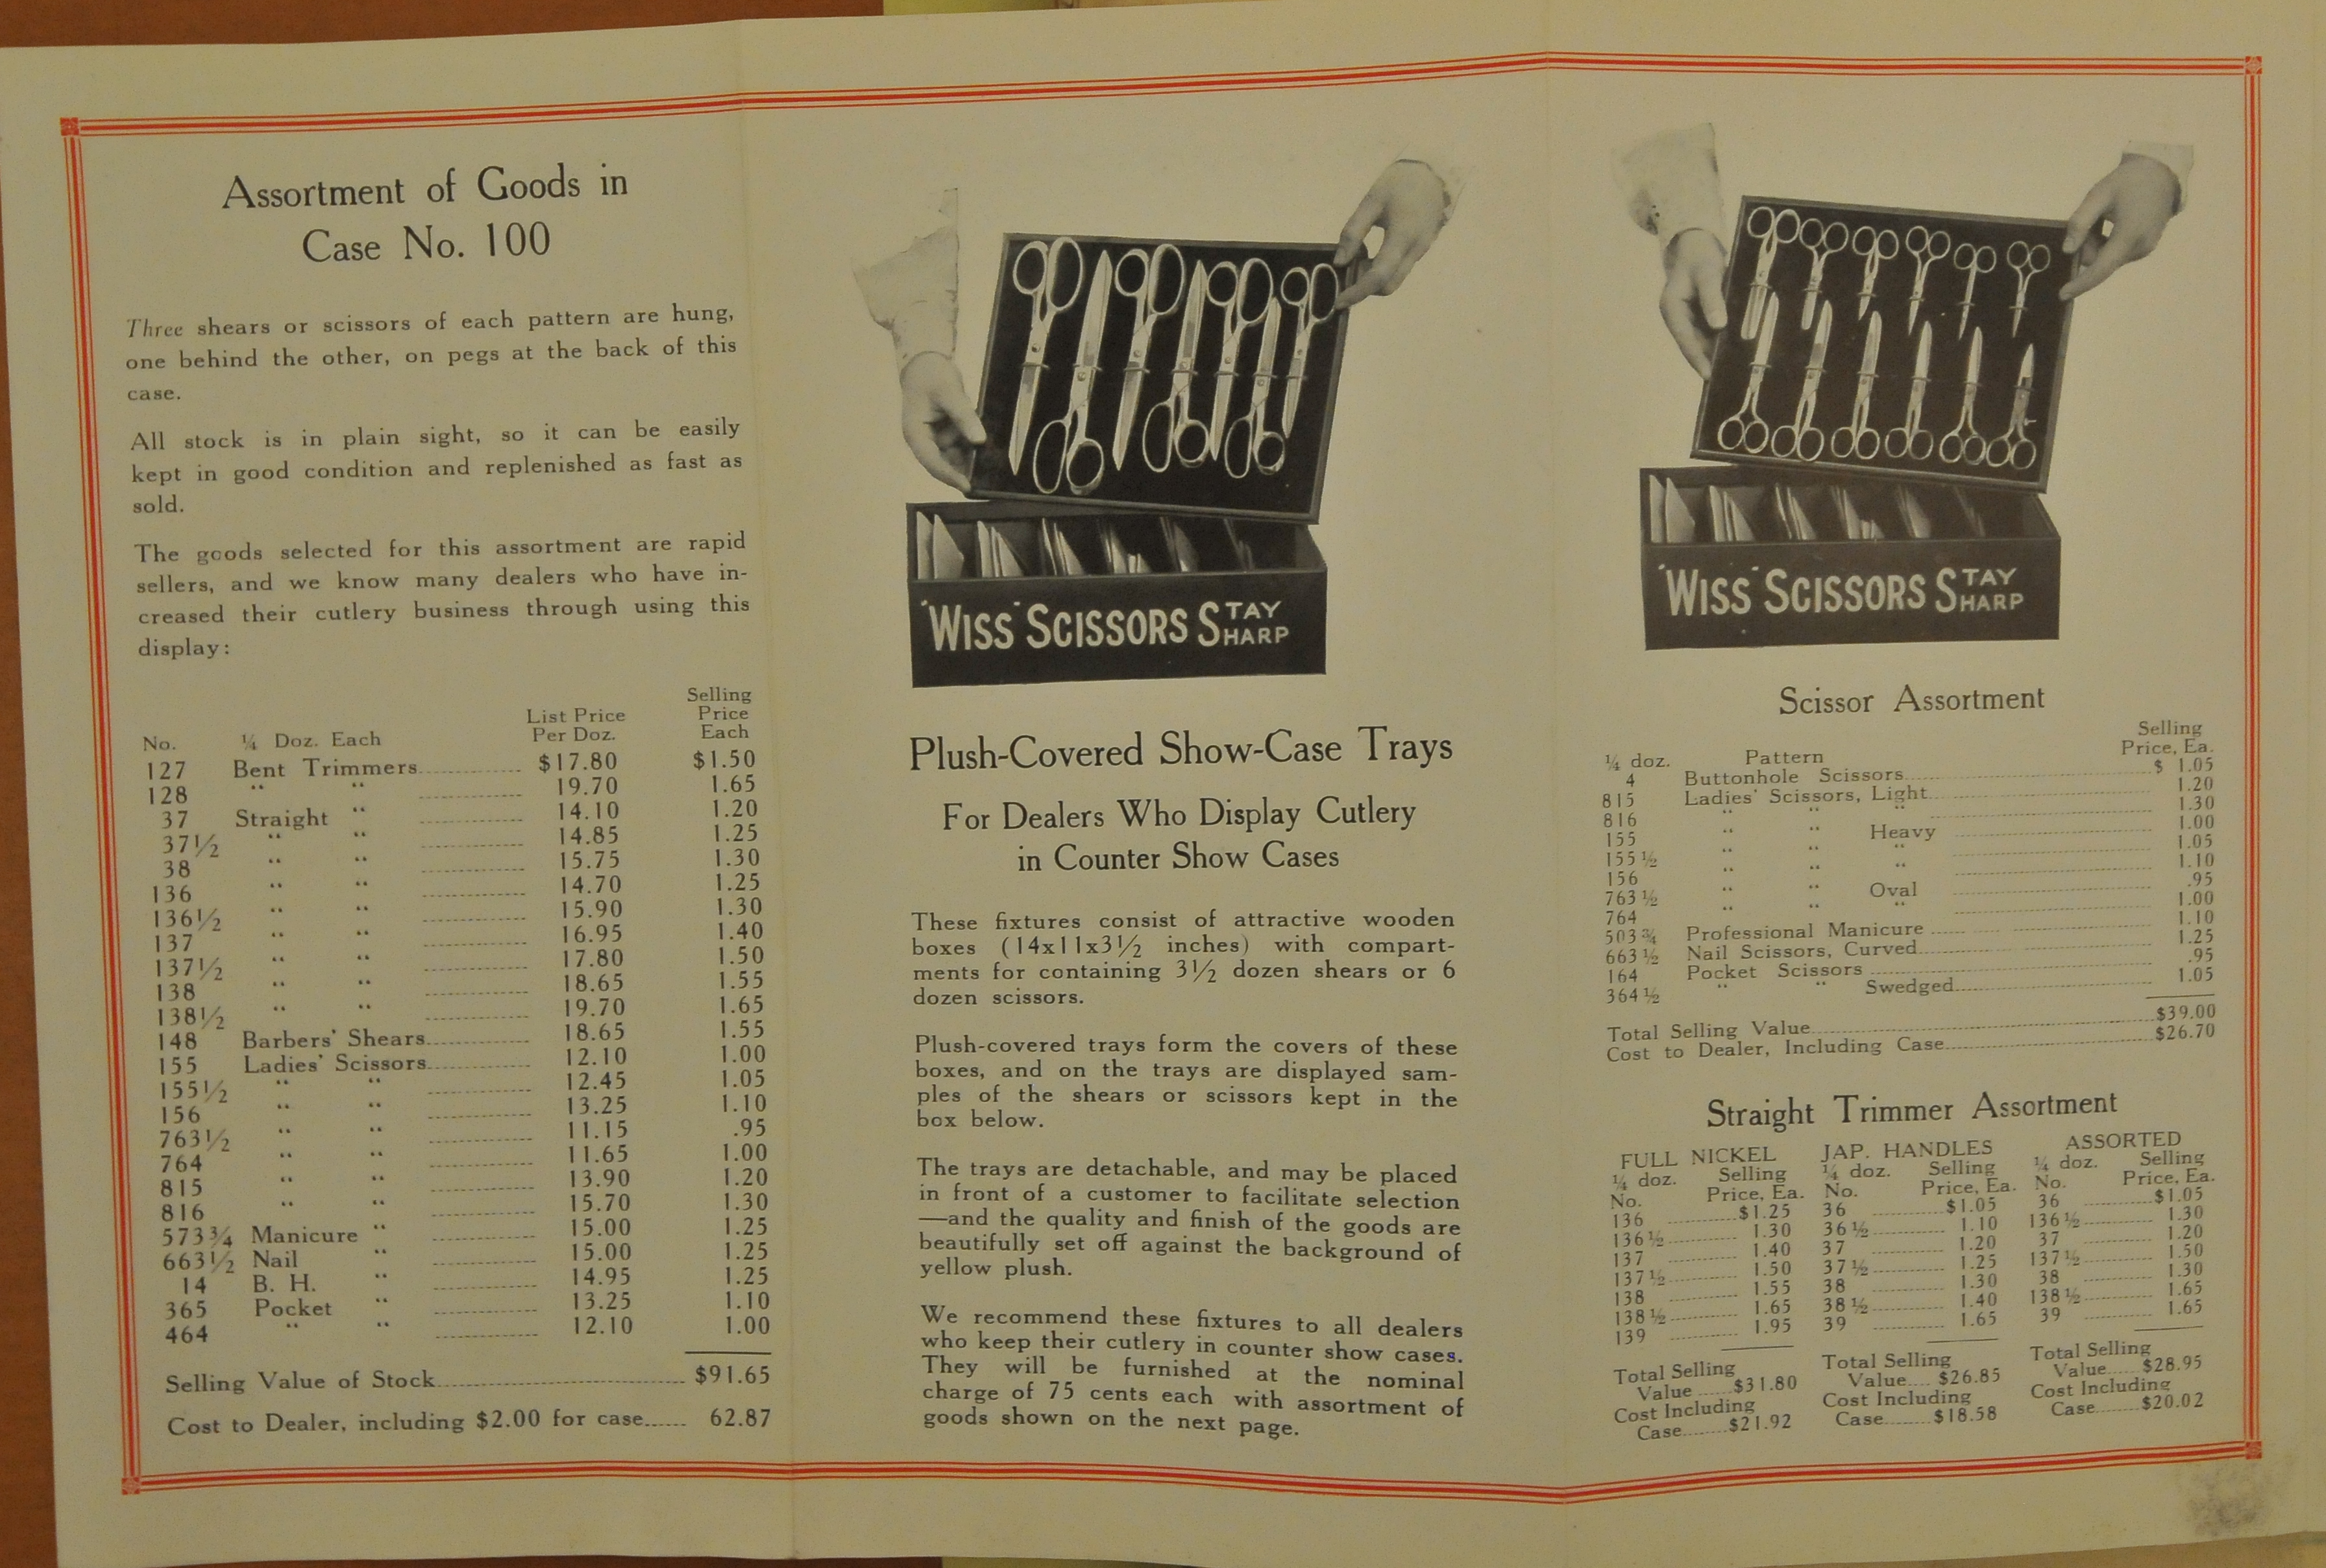 Assortment of Goods in
Case No. 100
Three shears or scissors of each pattern are hung,
one behind the other, on pegs at the back of this
case.
All stock is in plain sight, so it can be easily
kept in good condition and replenished as fast as
sold.
The goods selected for this assortment are rapid
sellers, and we know many dealers who have in-
creased their cutlery business through using this
display:
No. ¼ Doz. Each List Price Per Doz. Selling Price Each
127 Bent Trimmers $17.80 $1.50
128 “ “ 19.70 1.65
37 Straight “ 14.10 1.20
37½ “ “ 14.85 1.25
38 “ “ 15.75 1.30
136 “ “ 14.70 1.25
136½ “ “ 15.90 1.30
137 “ “ 16.95 1.40
137½ “ “ 17.80 1.50
138 “ “ 18.65 1.55
138½ “ “ 19.70 1.65
148 Barbers' Shears 18.65 1.55
155 Ladies' Scissors 12.10 1.00
155½ “ “ 12.45 1.05
156 “ “ 13.25 1.10
763½ “ “ 11.15 .95
764 “ “ 11.65 1.00
815 “ “ 13.90 1.20
816 “ “ 15.70 1.30
573¾ Manicure “ 15.00 1.25
663½ Nail “ 15.00 1.25
14 B. H. “ 14.95 1.25
365 Pocket “ 13.25 1.10
464 “ “ 12.10 1.00
Selling Value of Stock $91.65
Cost to Dealer, including $2.00 for case 62.87
"WISS" SCISSORS STAY SHARP
Plush-Covered Show-Case Trays
For Dealers Who Display Cutlery
in Counter Show Cases
These fixtures consist of attractive wooden
boxes (14x11x3½ inches) with compart-
ments for containing 3½ dozen shears or 6
dozen scissors.
Plush-covered trays form the covers of these
boxes, and on the trays are displayed sam-
ples of the shears or scissors kept in the
box below.
The trays are detachable, and may be placed
in front of a customer to facilitate selection
—and the quality and finish of the goods are
beautifully set off against the background of
yellow plush.
We recommend these fixtures to all dealers
who keep their cutlery in counter show cases.
They will be furnished at the nominal
charge of 75 cents each with assortment of
goods shown on the next page.
"WISS" SCISSORS STAY SHARP
Scissor Assortment
¼ doz. Pattern Selling Price, Ea.
4 Buttonhole Scissors $ 1.05
815 Ladies' Scissors, Light 1.20
816 “ “ “ 1.30
155 “ “ Heavy 1.00
155½ “ “ “ 1.05
156 “ “ “ 1.10
763½ “ “ Oval .95
764 “ “ “ 1.00
503¾ Professional Manicure 1.10
663½ Nail Scissors, Curved 1.25
164 Pocket Scissors .95
364½ “ “ Swedged 1.05
Total Selling Value $39.00
Cost to Dealer, Including Case $26.70
Straight Trimmer Assortment
FULL NICKEL
¼ doz. No. Selling Price, Ea.
136 $1.25
136½ 1.30
137 1.40
137½ 1.50
138 1.55
138½ 1.65
139 1.95
Total Selling
Value $31.80
Cost Including
Case $21.92
JAP. HANDLES
¼ doz. No. Selling Price, Ea.
36 $1.05
36½ 1.10
37 1.20
37½ 1.25
38 1.30
38½ 1.40
39 1.65
Total Selling
Value $26.85
Cost Including
Case $18.58
ASSORTED
¼ doz. No. Selling Price, Ea.
36 $1.05
136½ 1.30
37 1.20
137½ 1.50
38 1.30
138½ 1.65
39 1.65
Total Selling
Value $28.95
Cost Including
Case $20.02